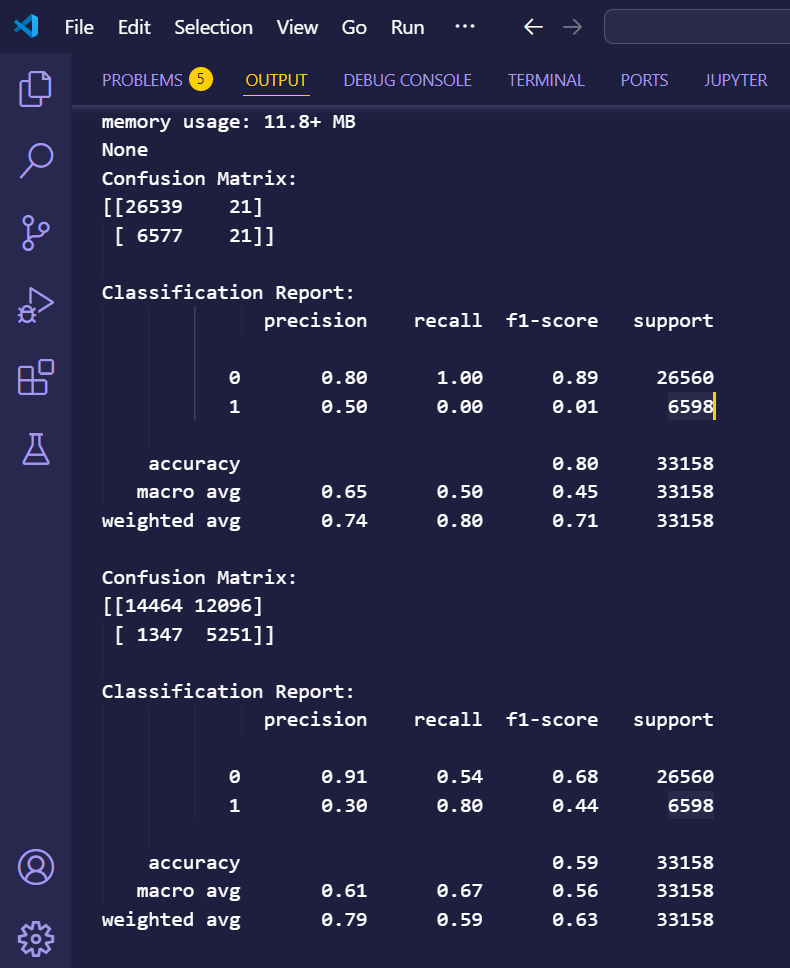 File Edit Selection View Go Run ··· ← →
PROBLEMS 5 OUTPUT DEBUG CONSOLE TERMINAL PORTS JUPYTER
memory usage: 11.8+ MB
None
Confusion Matrix:
[[26539    21]
 [ 6577    21]]
Classification Report:
              precision    recall  f1-score   support
           0       0.80      1.00      0.89     26560
           1       0.50      0.00      0.01      6598
    accuracy                           0.80     33158
   macro avg       0.65      0.50      0.45     33158
weighted avg       0.74      0.80      0.71     33158
Confusion Matrix:
[[14464 12096]
 [ 1347  5251]]
Classification Report:
              precision    recall  f1-score   support
           0       0.91      0.54      0.68     26560
           1       0.30      0.80      0.44      6598
    accuracy                           0.59     33158
   macro avg       0.61      0.67      0.56     33158
weighted avg       0.79      0.59      0.63     33158